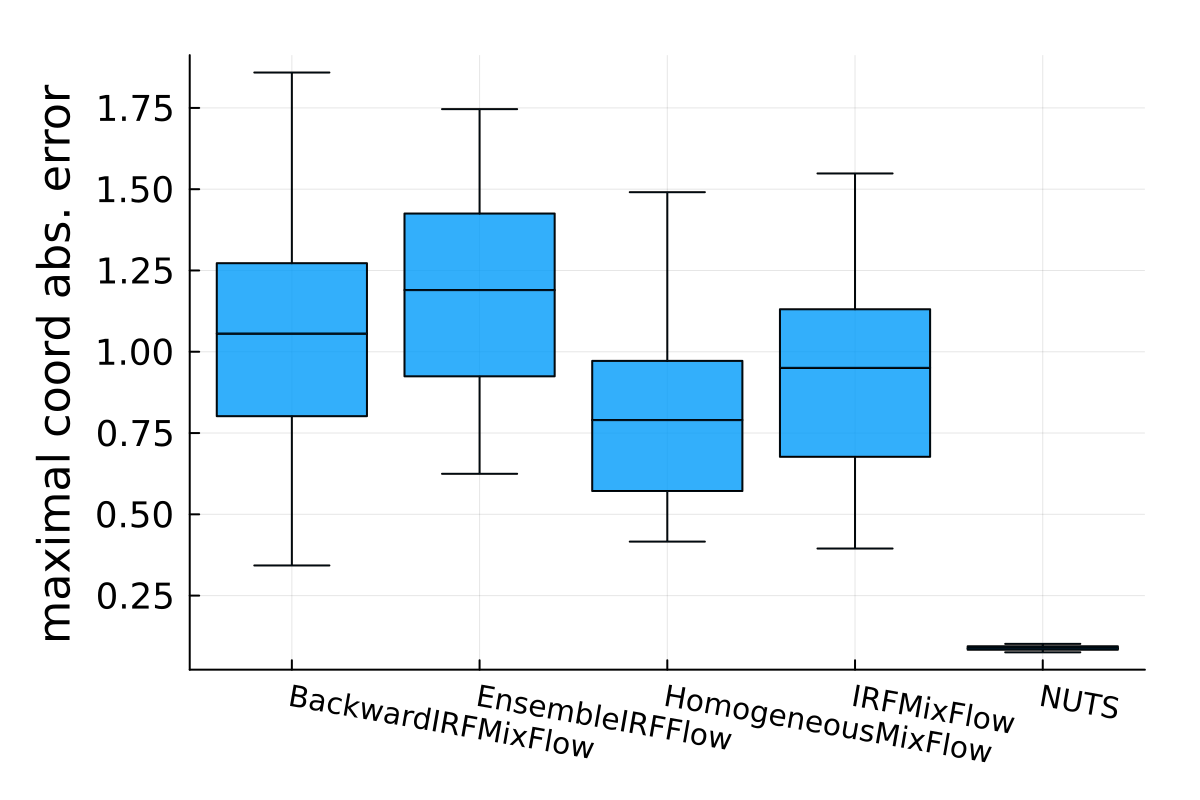 maximal coord abs. error
1.75
1.50
1.25
1.00
0.75
0.50
0.25
BackwardIRFMixFlow
EnsembleIRFFlow
HomogeneousMixFlow
IRFMixFlow
NUTS